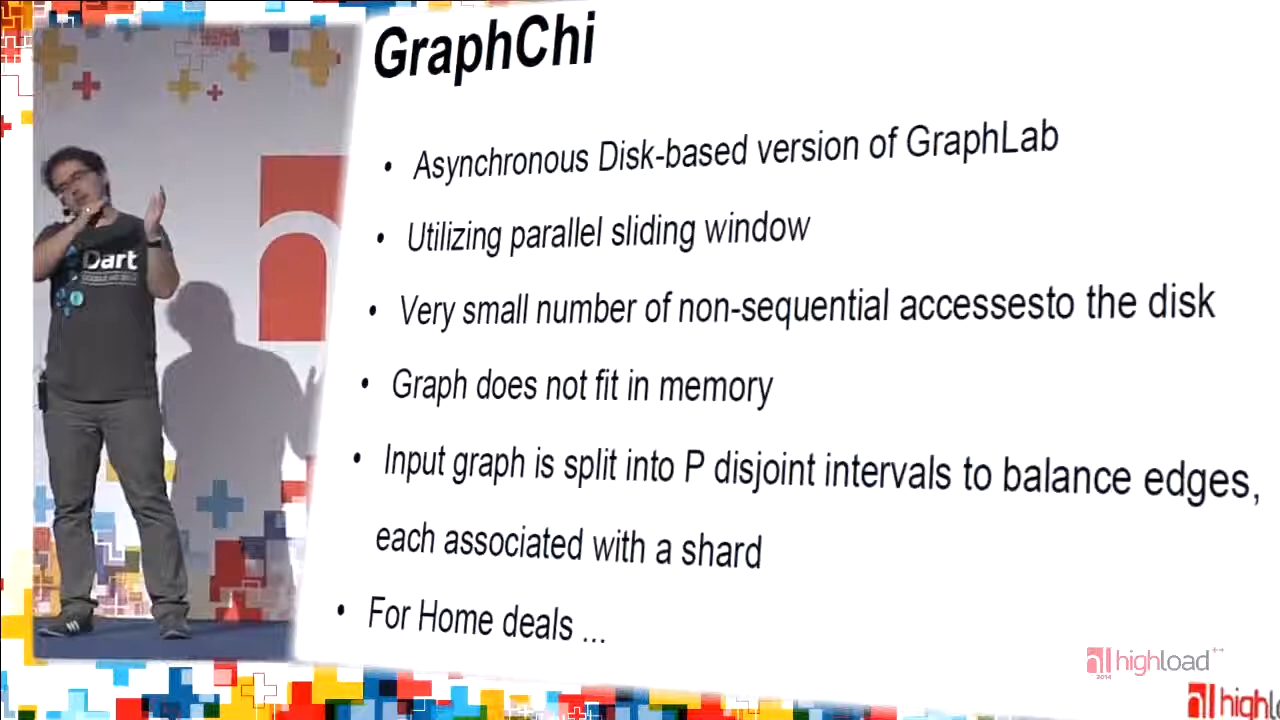 GraphChi
• Asynchronous Disk-based version of GraphLab
• Utilizing parallel sliding window
• Very small number of non-sequential accessesto the disk
• Graph does not fit in memory
• Input graph is split into P disjoint intervals to balance edges,
each associated with a shard
• For Home deals ...
Dart
highload++
2014
highl